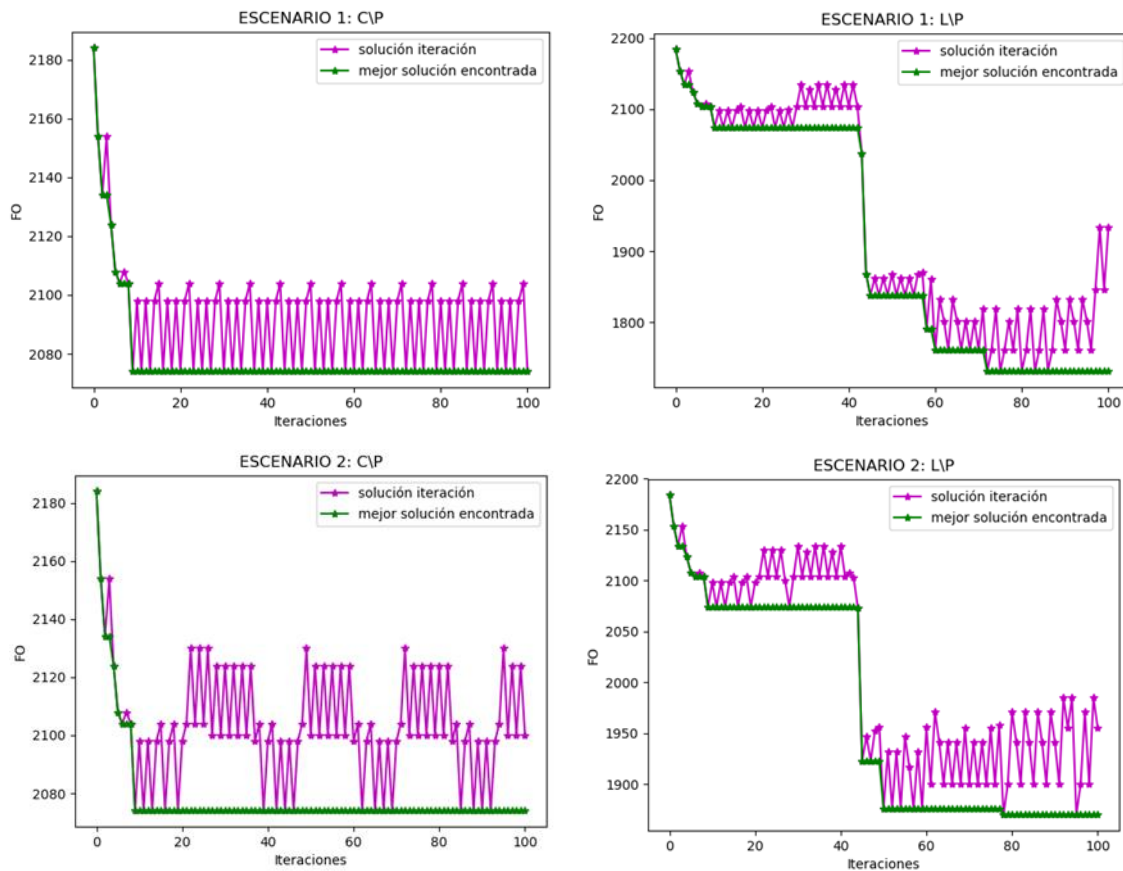 ESCENARIO 1: C\P
solución iteración
mejor solución encontrada
FO
2180
2160
2140
2120
2100
2080
0 20 40 60 80 100
Iteraciones
ESCENARIO 1: L\P
solución iteración
mejor solución encontrada
FO
2200
2100
2000
1900
1800
0 20 40 60 80 100
Iteraciones
ESCENARIO 2: C\P
solución iteración
mejor solución encontrada
FO
2180
2160
2140
2120
2100
2080
0 20 40 60 80 100
Iteraciones
ESCENARIO 2: L\P
solución iteración
mejor solución encontrada
FO
2200
2150
2100
2050
2000
1950
1900
0 20 40 60 80 100
Iteraciones